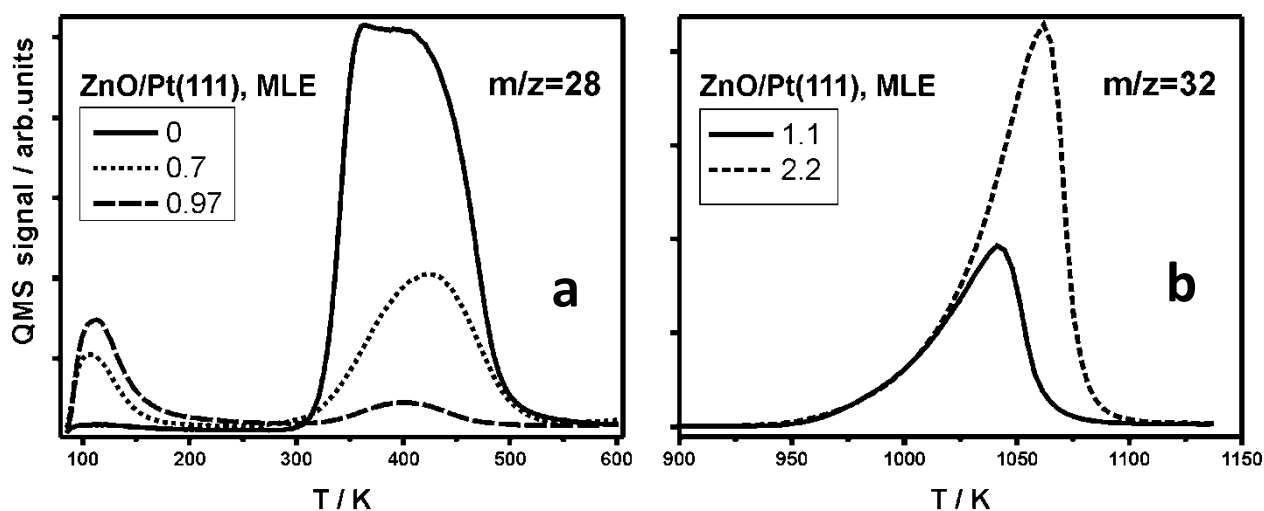 ZnO/Pt(111), MLE
m/z=28
0
0.7
0.97
a
QMS signal / arb.units
100
200
300
400
500
600
T / K
ZnO/Pt(111), MLE
m/z=32
1.1
2.2
b
900
950
1000
1050
1100
1150
T / K